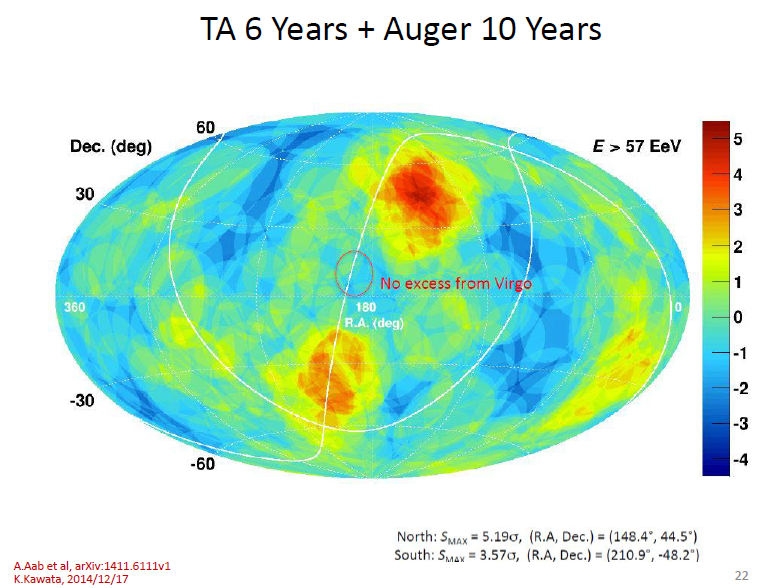 TA 6 Years + Auger 10 Years
60
Dec. (deg)
E > 57 EeV
5
4
30
3
2
No excess from Virgo
1
360
180
0
0
R.A. (deg)
-1
-2
-30
-3
-4
-60
North: SMAX = 5.19σ, (R.A, Dec.) = (148.4°, 44.5°)
South: SMAX = 3.57σ, (R.A, Dec.) = (210.9°, -48.2°)
A.Aab et al, arXiv:1411.6111v1
K.Kawata, 2014/12/17
22